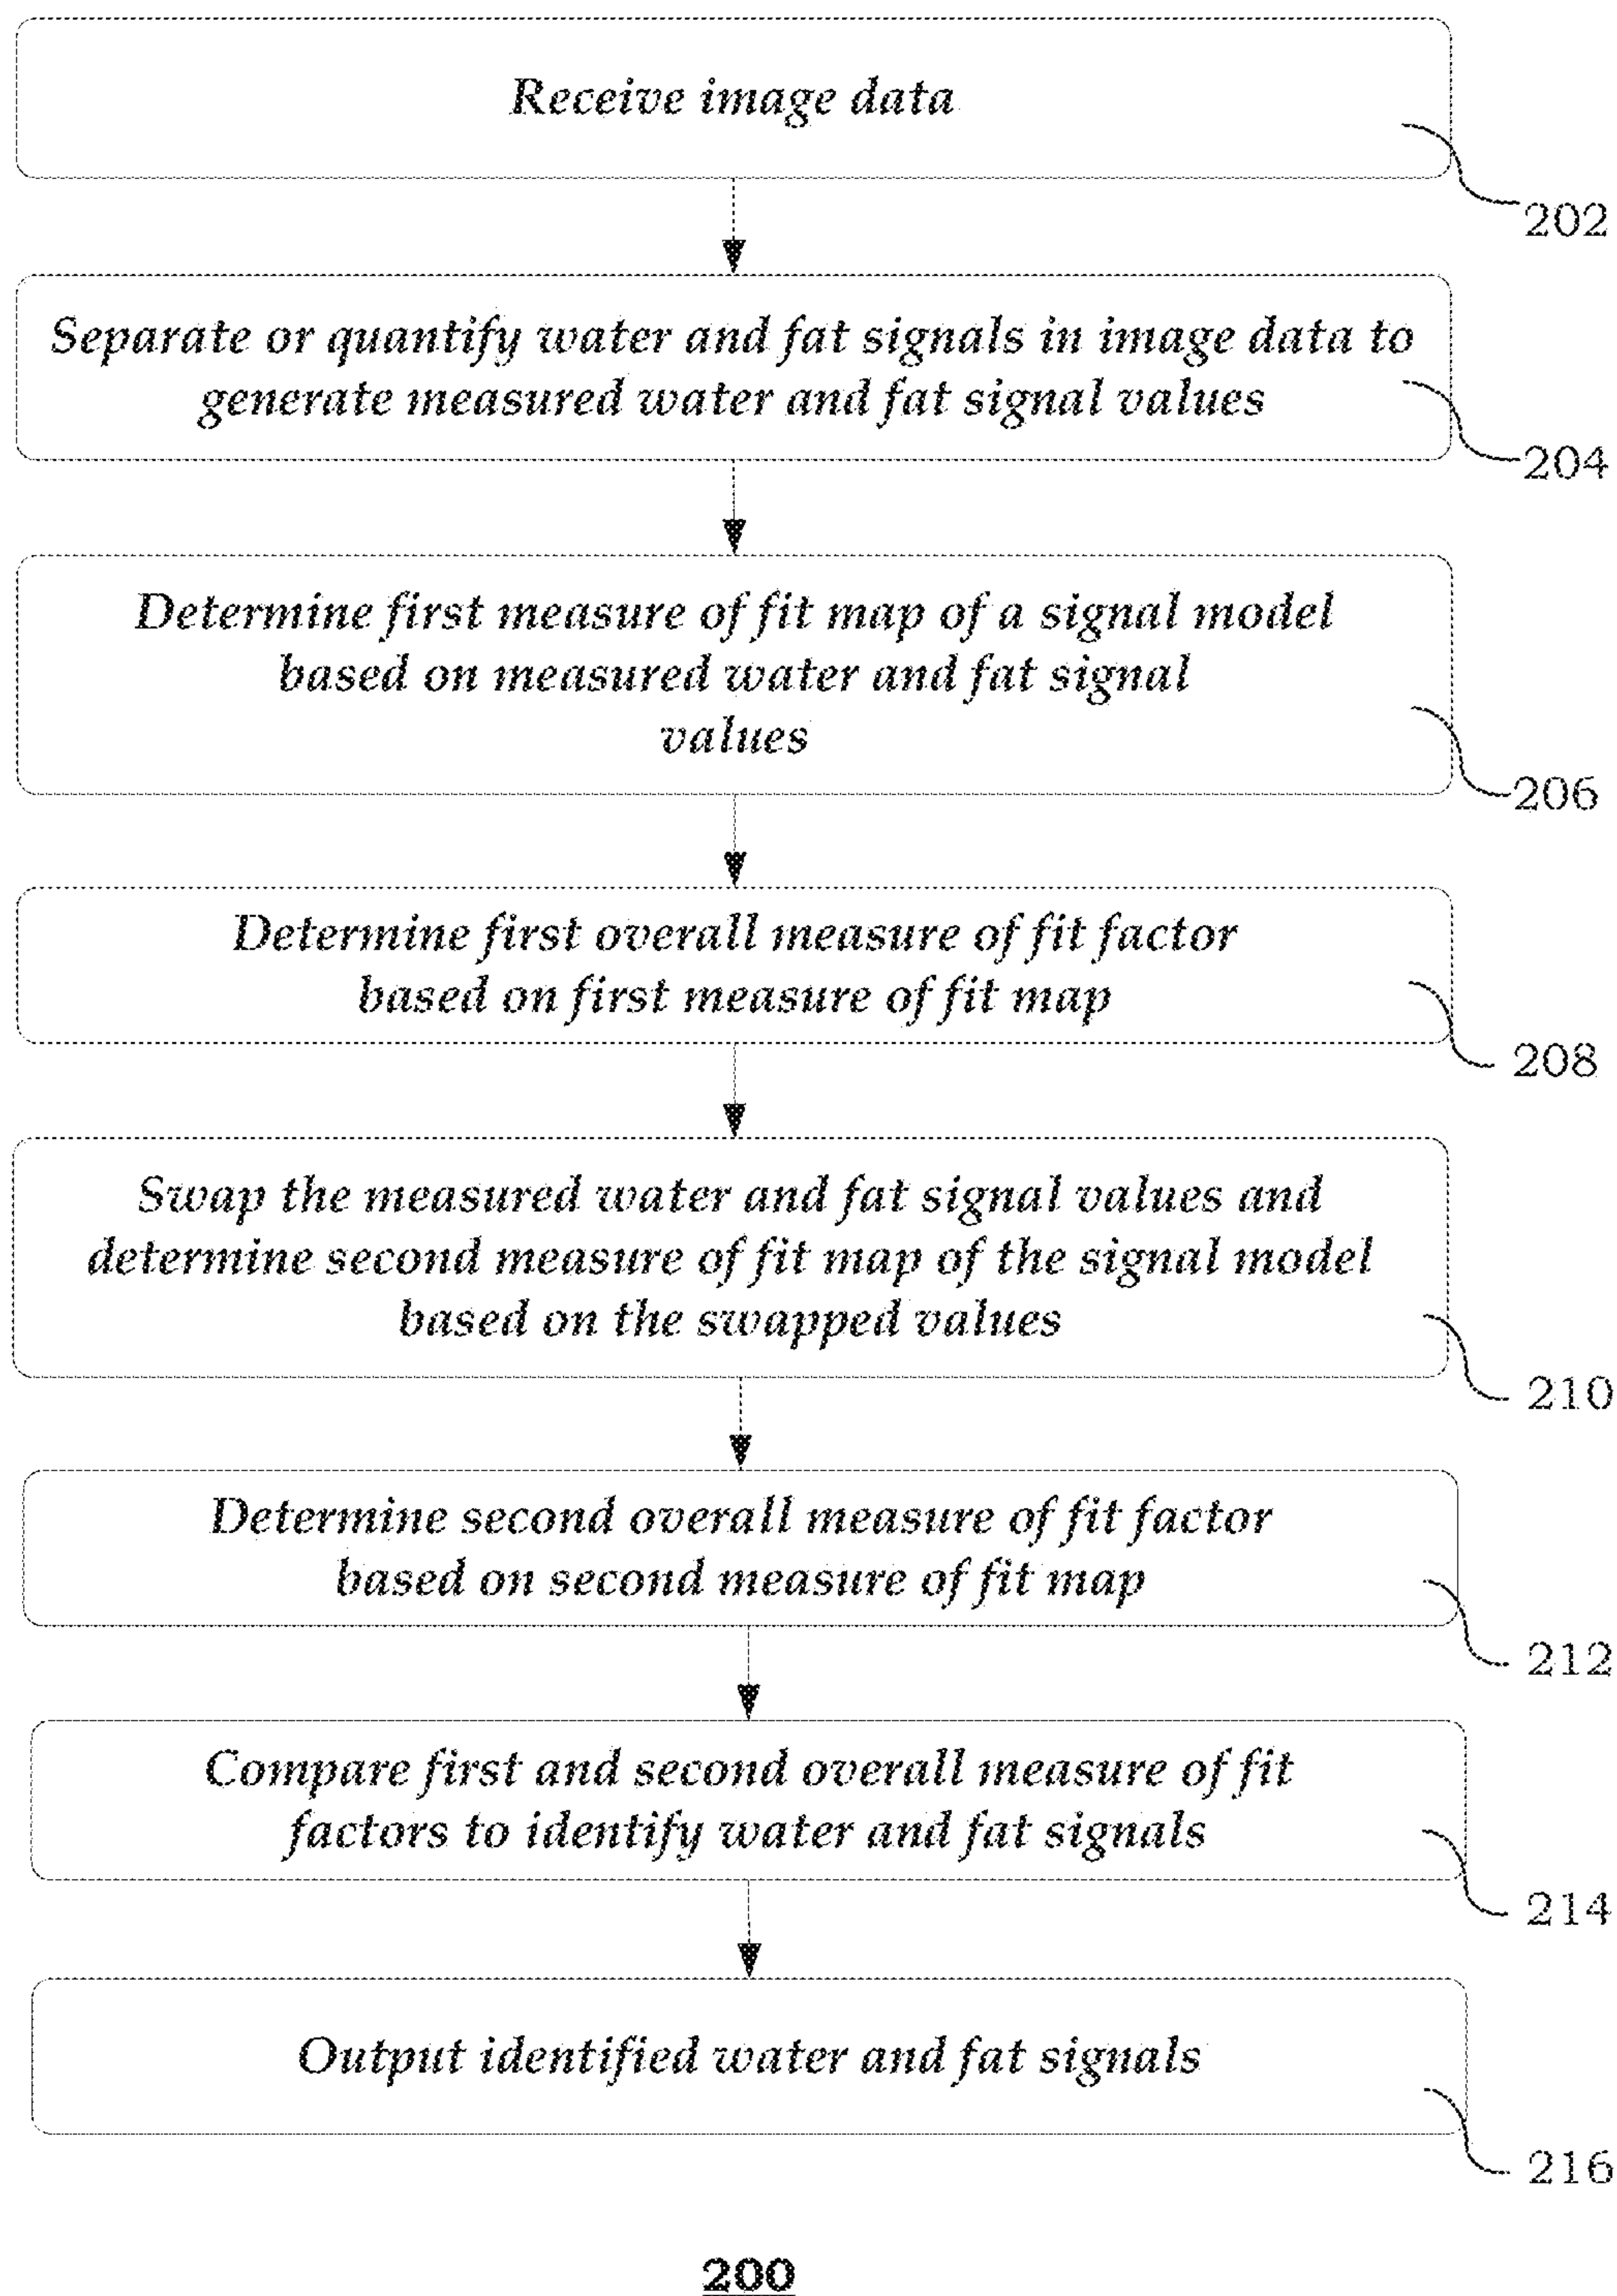 Receive image data
202
Separate or quantify water and fat signals in image data to
generate measured water and fat signal values
204
Determine first measure of fit map of a signal model
based on measured water and fat signal
values
206
Determine first overall measure of fit factor
based on first measure of fit map
208
Swap the measured water and fat signal values and
determine second measure of fit map of the signal model
based on the swapped values
210
Determine second overall measure of fit factor
based on second measure of fit map
212
Compare first and second overall measure of fit
factors to identify water and fat signals
214
Output identified water and fat signals
216
200